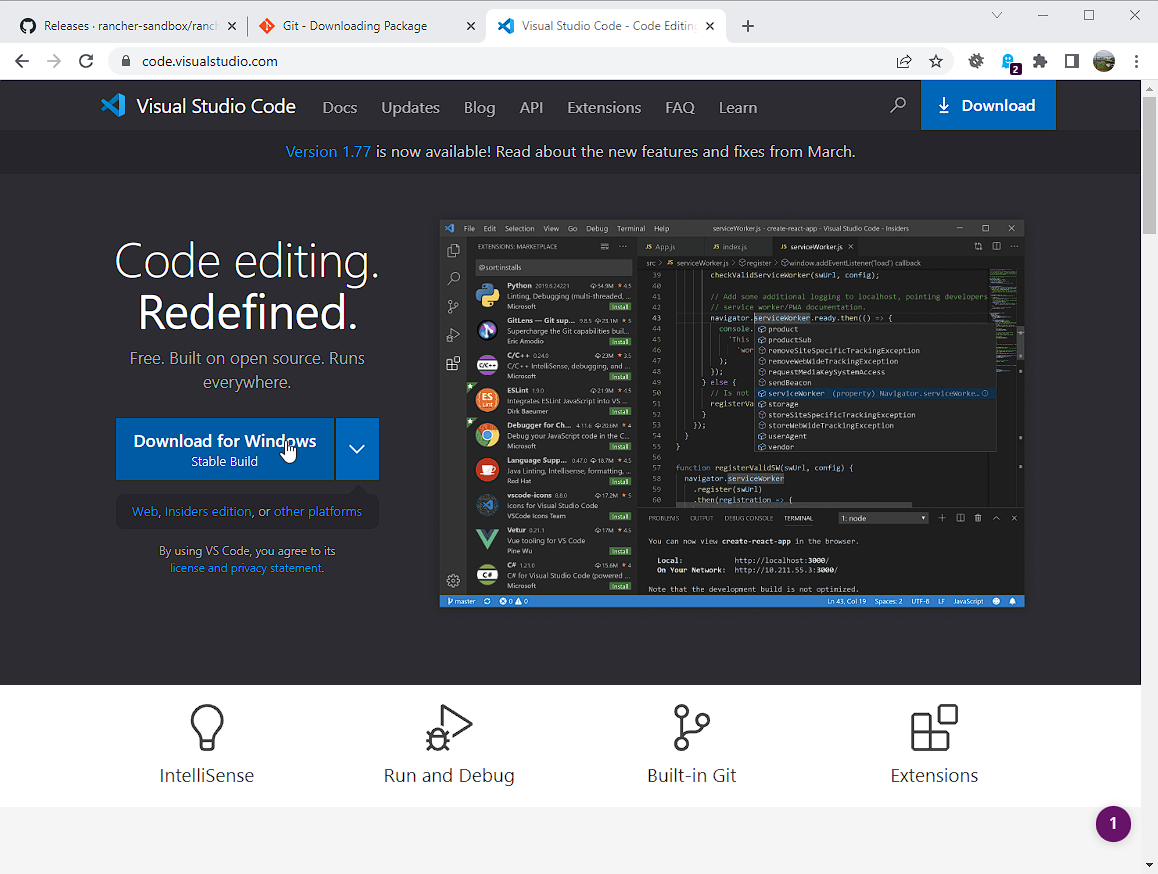 Releases · rancher-sandbox/ranch
Git - Downloading Package
Visual Studio Code - Code Editing
code.visualstudio.com
2
Visual Studio Code
Docs
Updates
Blog
API
Extensions
FAQ
Learn
Download
Version 1.77 is now available! Read about the new features and fixes from March.
Code editing.
Redefined.
Free. Built on open source. Runs
everywhere.
Download for Windows
Stable Build
Web, Insiders edition, or other platforms
By using VS Code, you agree to its
license and privacy statement.
File Edit Selection View Go Debug Terminal Help
serviceWorker.js - create-react-app - Visual Studio Code - Insiders
EXTENSIONS: MARKETPLACE
@sort:installs
Python 2019.6.24221 54.9M 4.5
Linting, Debugging (multi-threaded, ...
Microsoft Install
GitLens — Git sup... 9.8.5 23.1M 5
Supercharge the Git capabilities buil...
Eric Amodio Install
C/C++ 0.24.0 23M 3.5
C/C++ IntelliSense, debugging, and ...
Microsoft Install
ESLint 1.9.0 21.9M 4.5
Integrates ESLint JavaScript into VS ...
Dirk Baeumer Install
Debugger for Ch... 4.11.6 20.6M 4
Debug your JavaScript code in the C...
Microsoft Install
Language Supp... 0.47.0 18.7M 4.5
Java Linting, Intellisense, formatting, ...
Red Hat Install
vscode-icons 8.8.0 17.2M 5
Icons for Visual Studio Code
VSCode Icons Team Install
Vetur 0.21.1 17M 4.5
Vue tooling for VS Code
Pine Wu Install
C# 1.21.0 15.6M 4
C# for Visual Studio Code (powered ...
Microsoft Install
App.js
index.js
serviceWorker.js
src > serviceWorker.js > register > window.addEventListener('load') callback
39 checkValidServiceWorker(swUrl, config);
40
41 // Add some additional logging to localhost, pointing developers
42 // service worker/PWA documentation.
43 navigator.serviceWorker.ready.then(() => {
44 console.
45 'This
46 'wor
47 );
48 });
49 } else {
50 // Is not
51 registerVa
52 }
53 });
54 }
55 }
56
57 function registerValidSW(swUrl, config) {
58 navigator.serviceWorker
59 .register(swUrl)
60 .then(registration => {
product
productSub
removeSiteSpecificTrackingException
removeWebWideTrackingException
requestMediaKeySystemAccess
sendBeacon
serviceWorker (property) Navigator.serviceWorke...
storage
storeSiteSpecificTrackingException
storeWebWideTrackingException
userAgent
vendor
PROBLEMS OUTPUT DEBUG CONSOLE TERMINAL
1: node
You can now view create-react-app in the browser.
Local: http://localhost:3000/
On Your Network: http://10.211.55.3:3000/
Note that the development build is not optimized.
master 0 0
Ln 43, Col 19 Spaces: 2 UTF-8 LF JavaScript
IntelliSense
Run and Debug
Built-in Git
Extensions
1